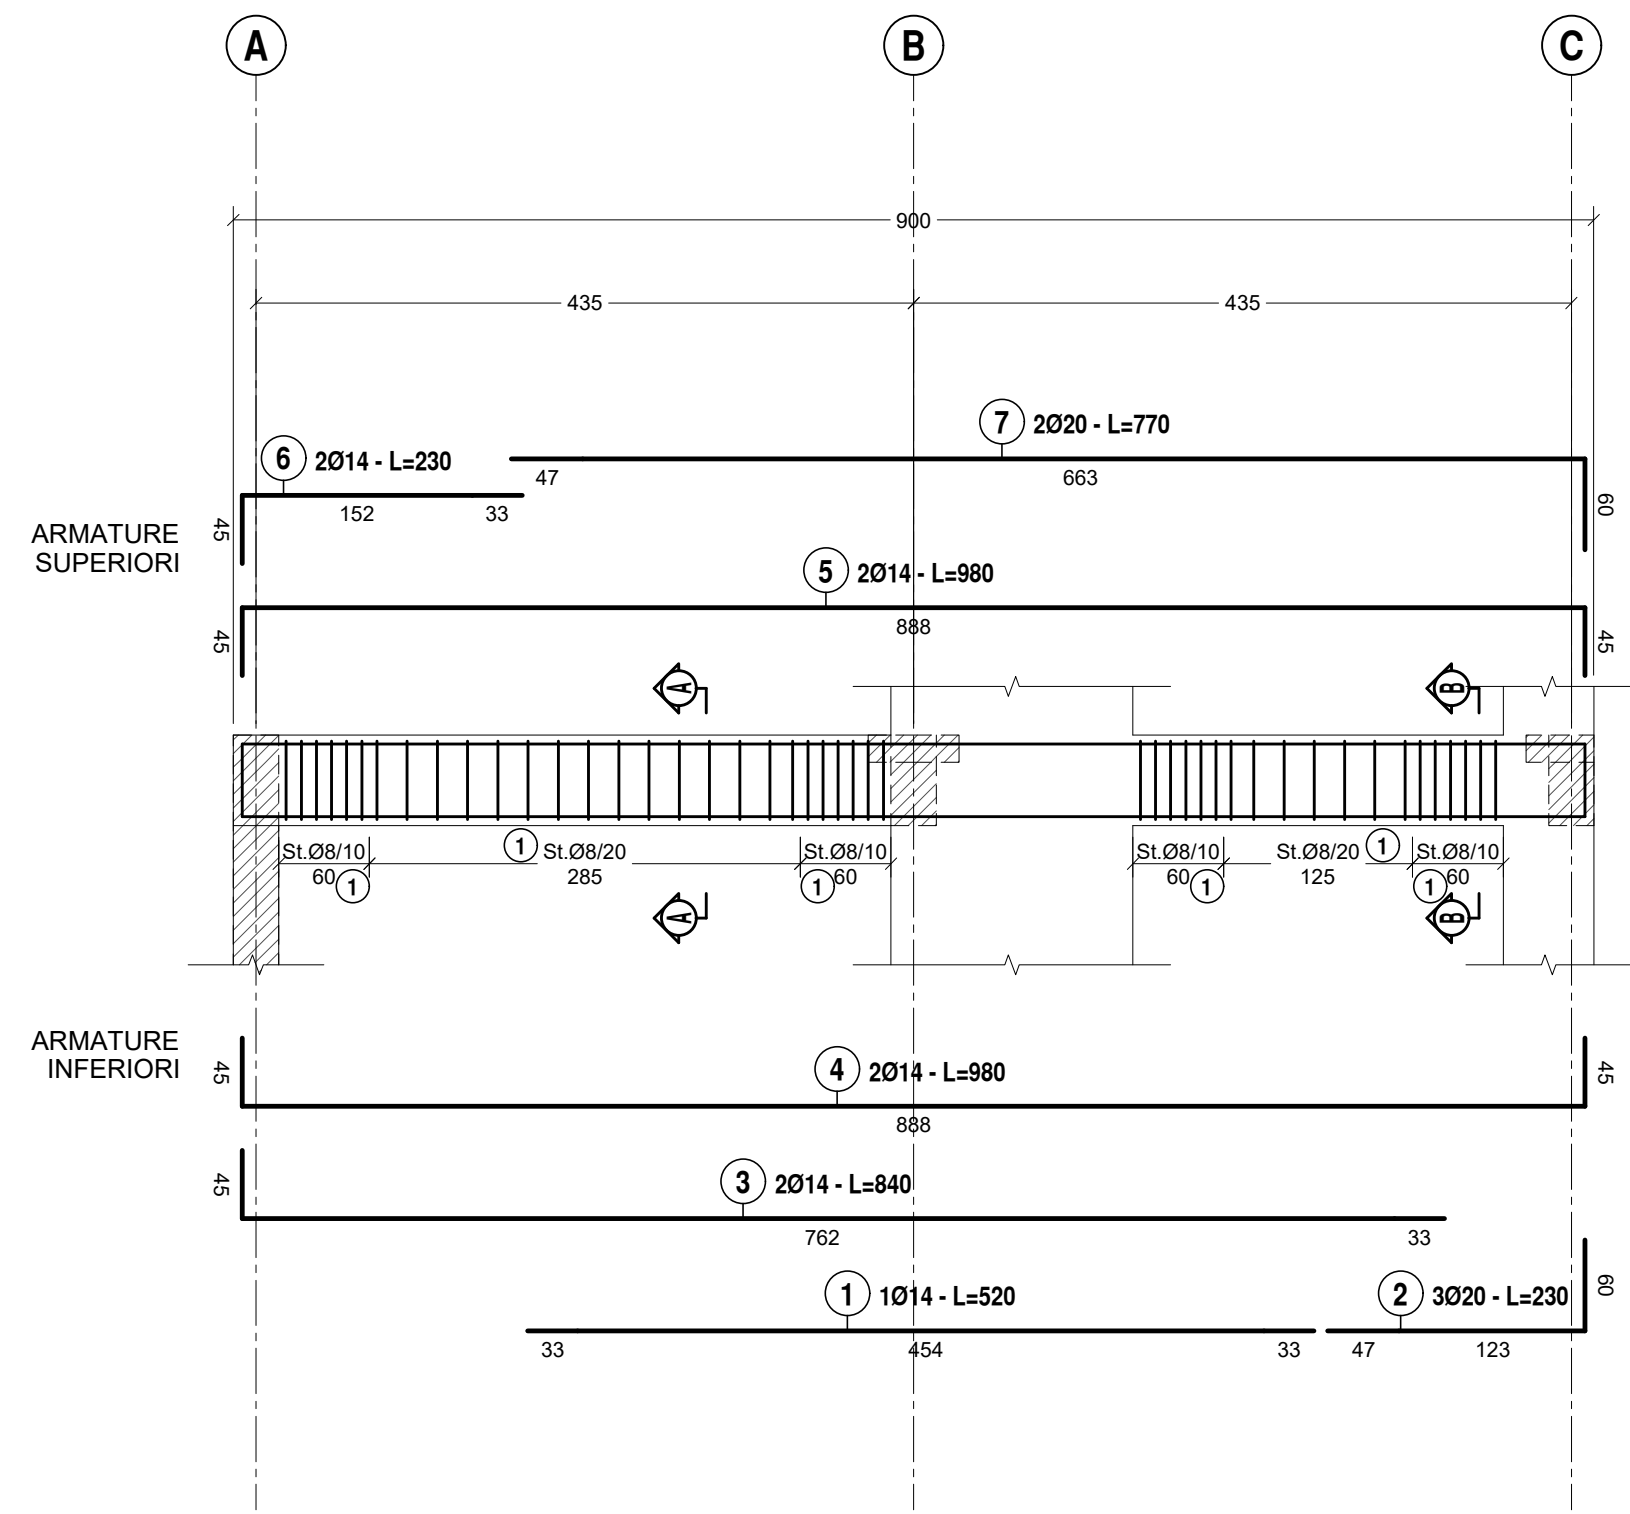 A
B
C
900
435
435
7
2Ø20 - L=770
6
2Ø14 - L=230
47
663
152
33
45
60
ARMATURE
SUPERIORI
5
2Ø14 - L=980
888
45
45
A
B
St.Ø8/10
1
St.Ø8/20
St.Ø8/10
St.Ø8/10
St.Ø8/20
1
St.Ø8/10
60
1
285
1
60
60
1
125
1
60
A
B
ARMATURE
INFERIORI
45
4
2Ø14 - L=980
45
888
45
3
2Ø14 - L=840
762
33
1
1Ø14 - L=520
2
3Ø20 - L=230
60
33
454
33
47
123